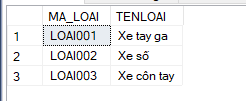 MA_LOAI TENLOAI
1 LOAI001 Xe tay ga
2 LOAI002 Xe số
3 LOAI003 Xe côn tay